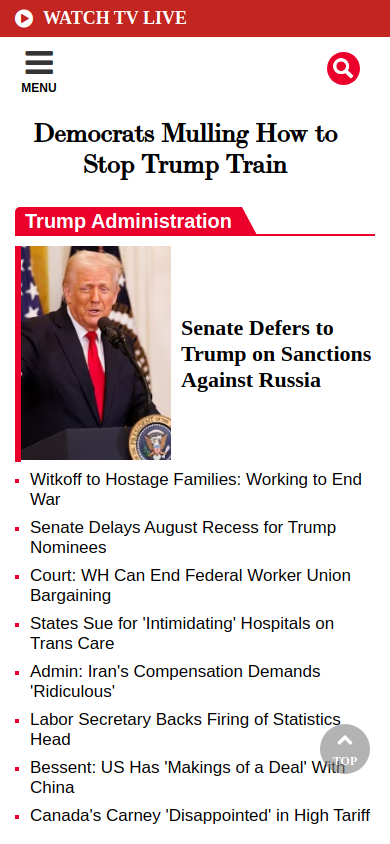 WATCH TV LIVE
MENU
Democrats Mulling How to
Stop Trump Train
Trump Administration
Senate Defers to
Trump on Sanctions
Against Russia
Witkoff to Hostage Families: Working to End
War
Senate Delays August Recess for Trump
Nominees
Court: WH Can End Federal Worker Union
Bargaining
States Sue for 'Intimidating' Hospitals on
Trans Care
Admin: Iran's Compensation Demands
'Ridiculous'
Labor Secretary Backs Firing of Statistics
Head
Bessent: US Has 'Makings of a Deal' With
China
TOP
Canada's Carney 'Disappointed' in High Tariff